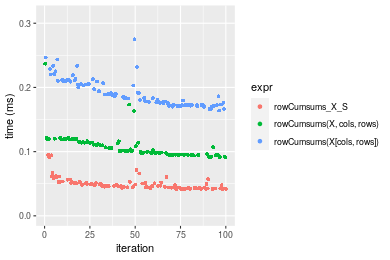 0.3
0.2
0.1
0.0
time (ms)
0
25
50
75
100
iteration
expr
rowCumsums_X_S
rowCumsums(X, cols, rows)
rowCumsums(X[cols, rows])